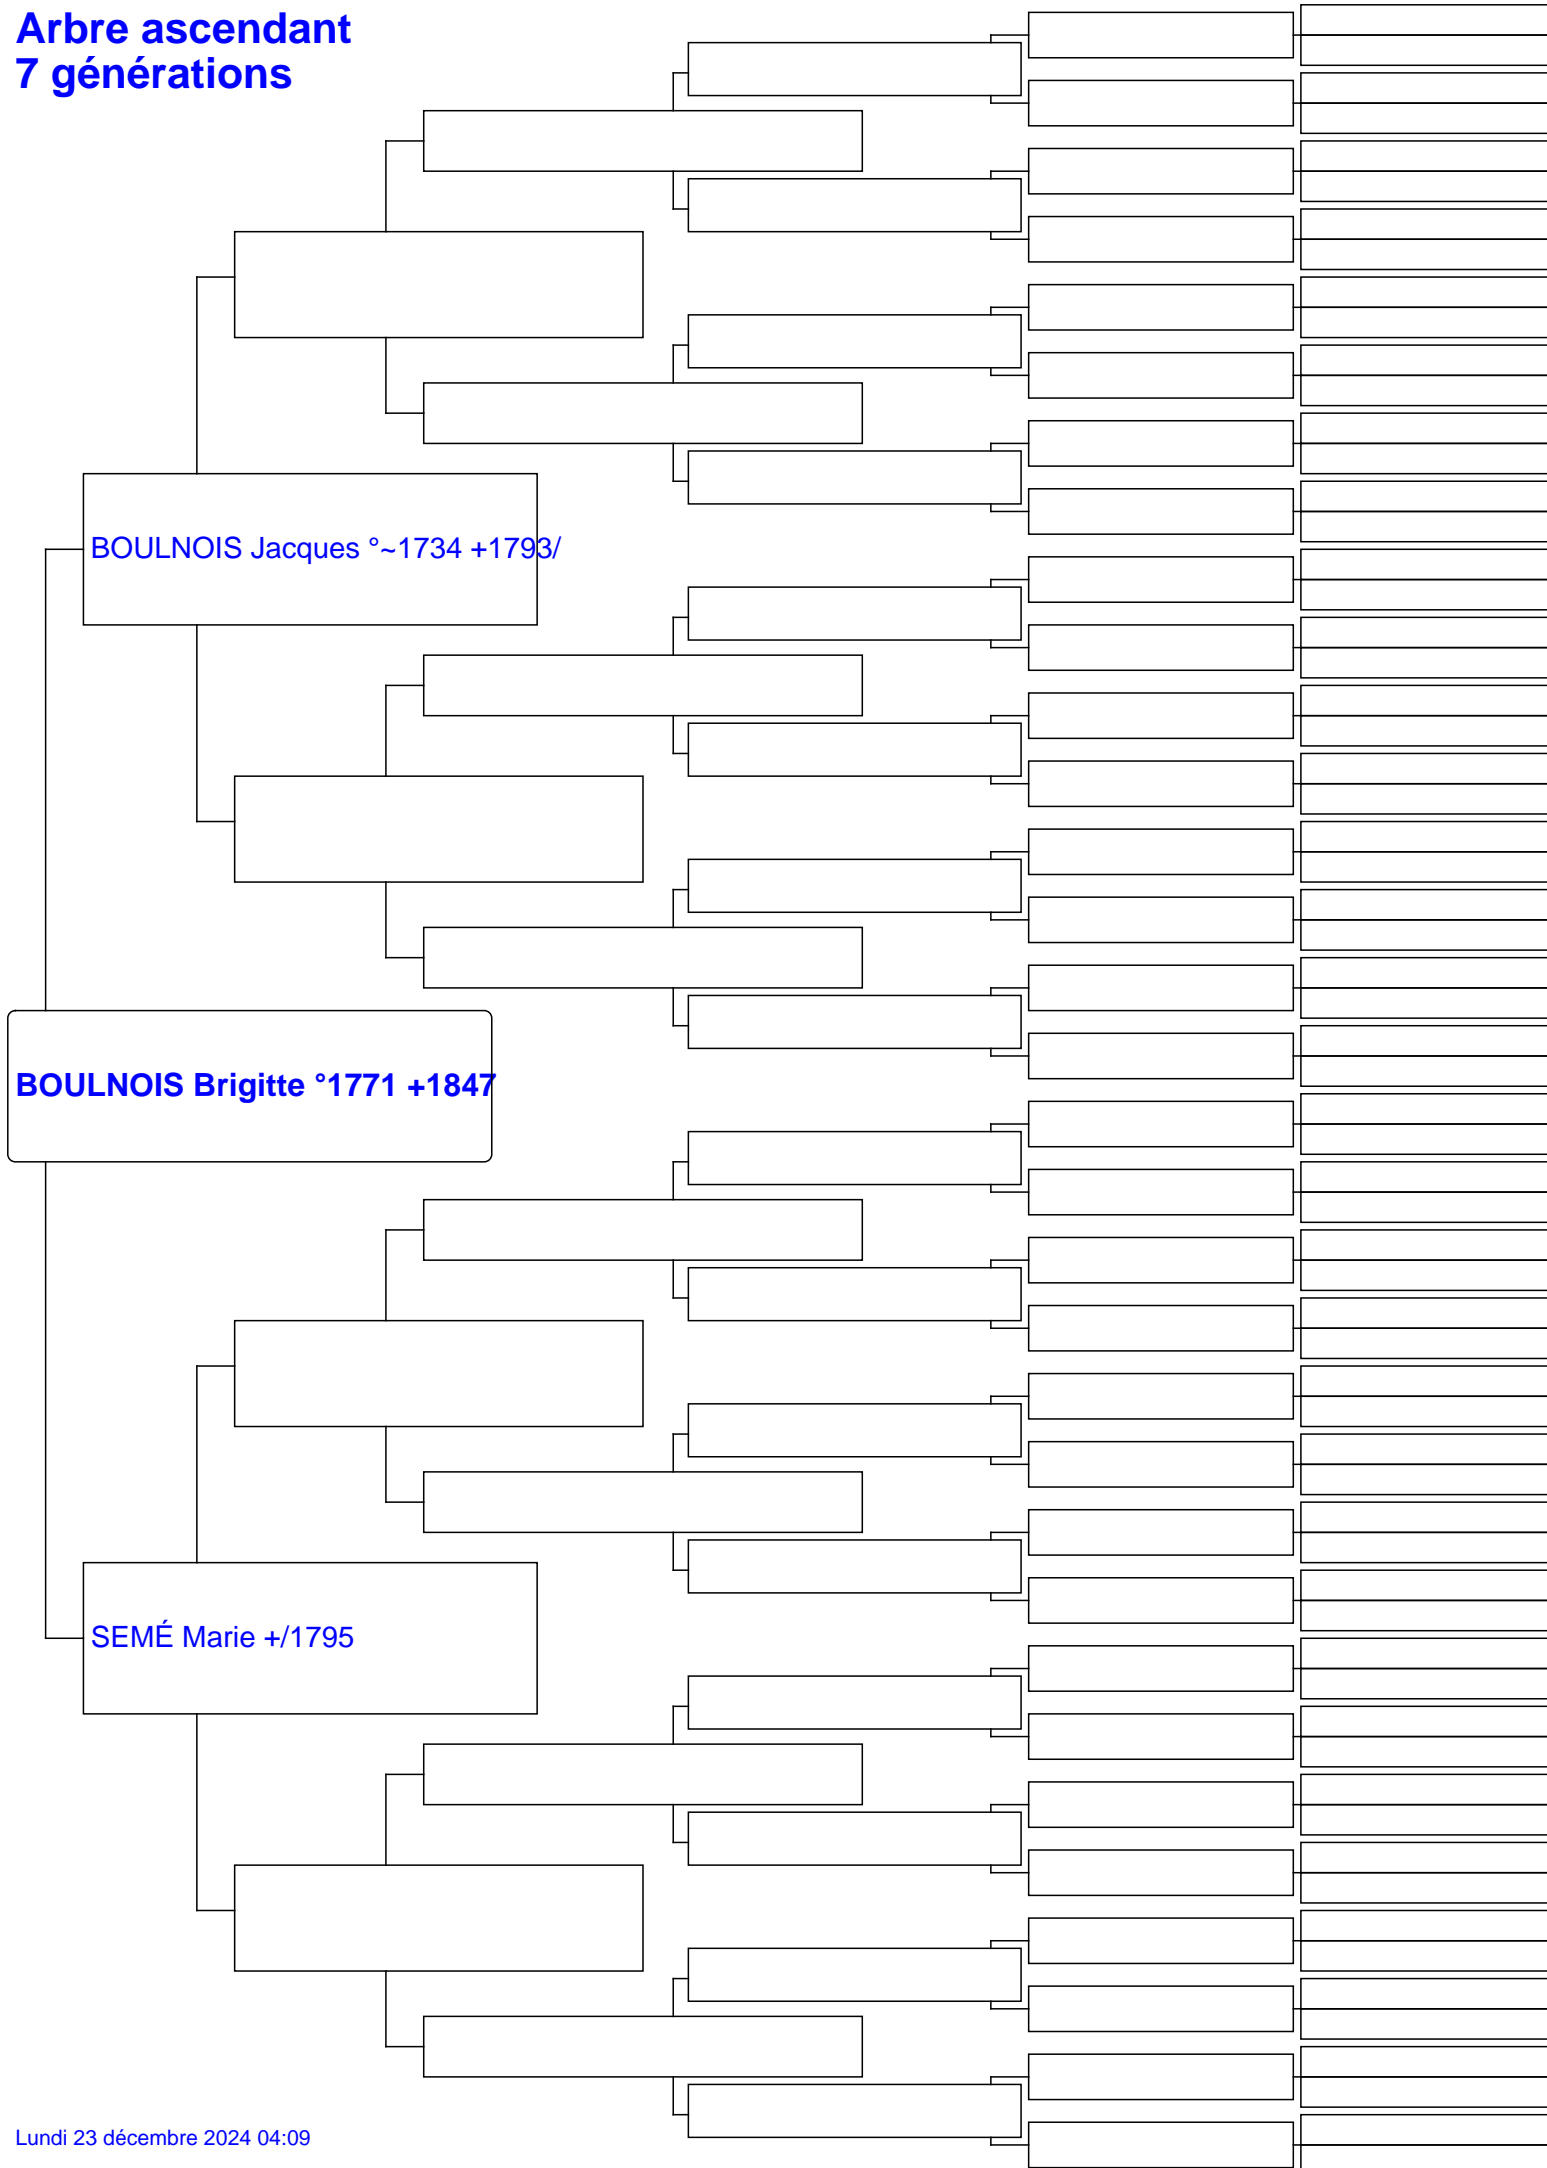 Arbre ascendant
7 générations
BOULNOIS Jacques °~1734 +1793/
BOULNOIS Brigitte °1771 +1847
SEMÉ Marie +/1795
Lundi 23 décembre 2024 04:09